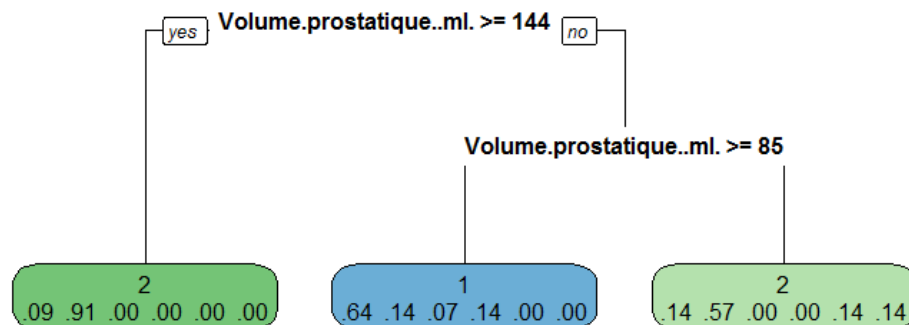 Volume.prostatique..ml. >= 144
yes
no
Volume.prostatique..ml. >= 85
2
.09 .91 .00 .00 .00 .00
1
.64 .14 .07 .14 .00 .00
2
.14 .57 .00 .00 .14 .14